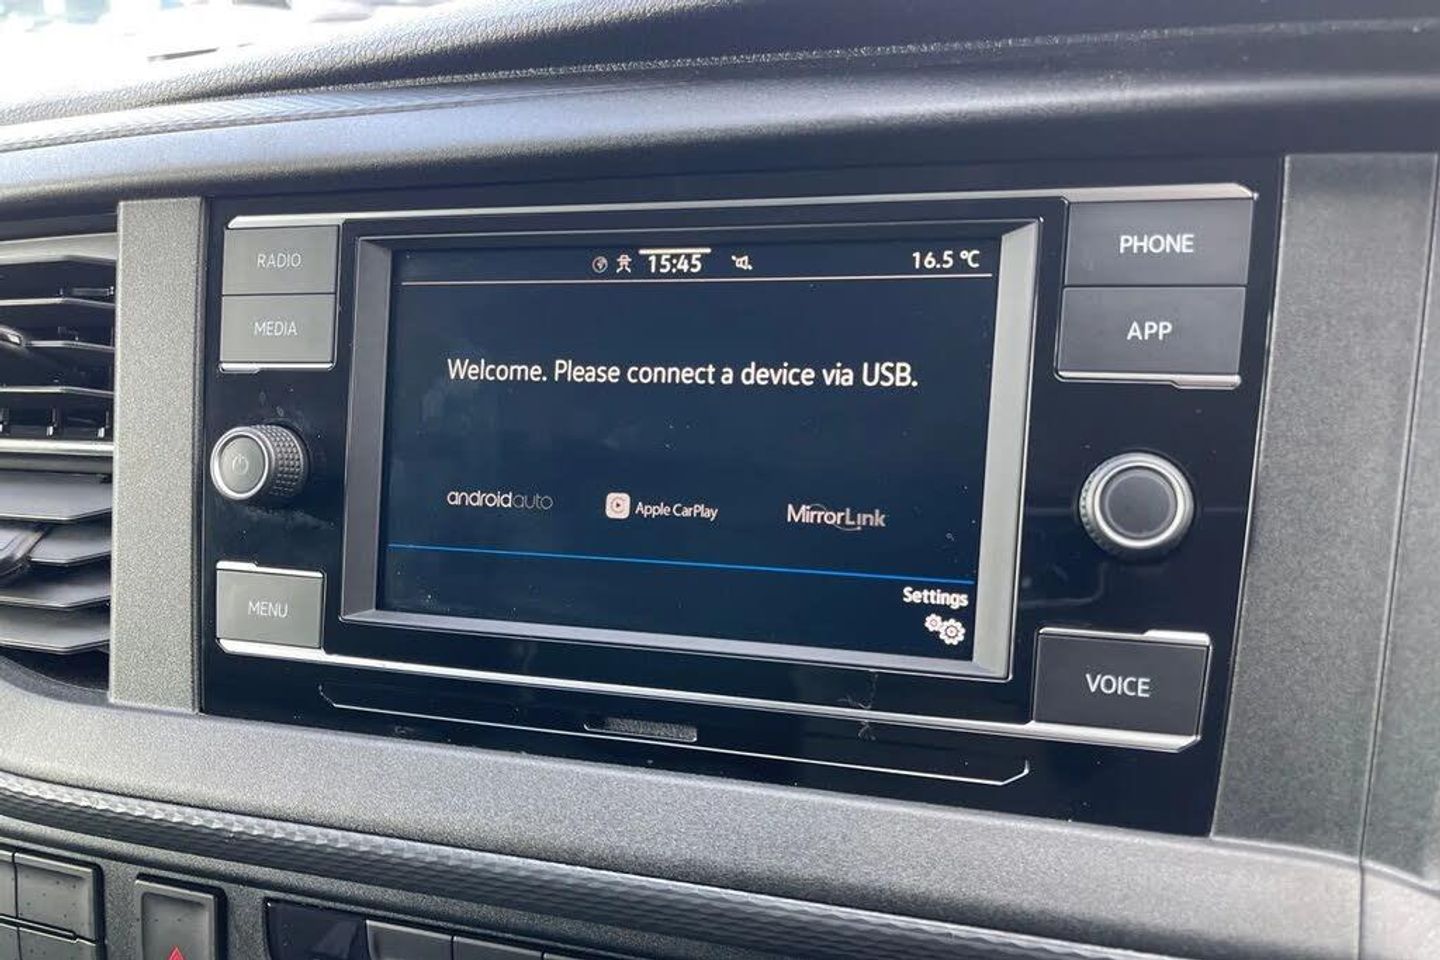 RADIO
MEDIA
MENU
15:45
16.5 °C
Welcome. Please connect a device via USB.
androidauto
Apple CarPlay
MirrorLink
Settings
PHONE
APP
VOICE